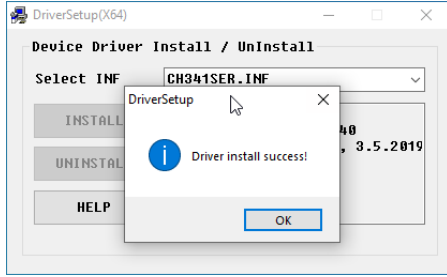 DriverSetup(X64)
Device Driver Install / UnInstall
Select INF
CH341SER.INF
DriverSetup
INSTALL
UNINSTAL
HELP
40
, 3.5.2019
Driver install success!
OK